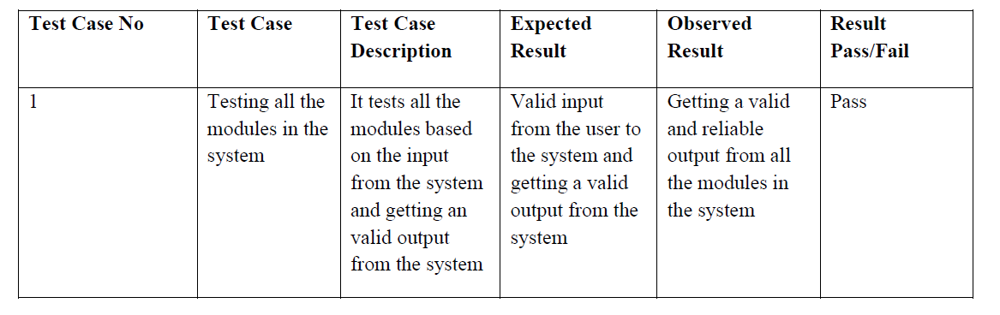 Test Case No
Test Case
Test Case
Description
Expected
Result
Observed
Result
Result
Pass/Fail
1
Testing all the
modules in the
system
It tests all the
modules based
on the input
from the system
and getting an
valid output
from the system
Valid input
from the user to
the system and
getting a valid
output from the
system
Getting a valid
and reliable
output from all
the modules in
the system
Pass